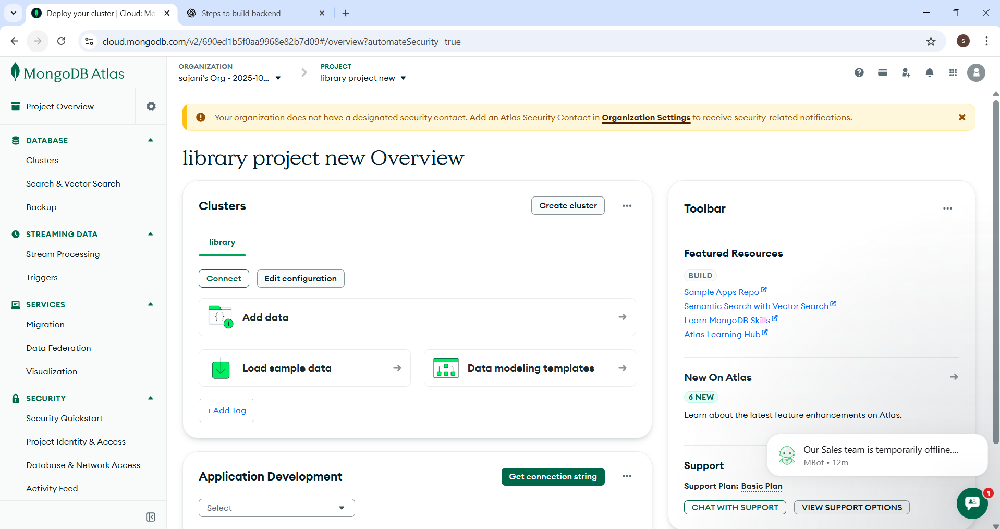 Deploy your cluster | Cloud: Mo
Steps to build backend
cloud.mongodb.com/v2/690ed1b5f0aa9968e82b7d09#/overview?automateSecurity=true
S
MongoDB Atlas
ORGANIZATION
sajani's Org - 2025-10...
PROJECT
library project new
Project Overview
DATABASE
Clusters
Search & Vector Search
Backup
STREAMING DATA
Stream Processing
Triggers
SERVICES
Migration
Data Federation
Visualization
SECURITY
Security Quickstart
Project Identity & Access
Database & Network Access
Activity Feed
Your organization does not have a designated security contact. Add an Atlas Security Contact in Organization Settings to receive security-related notifications.
library project new Overview
Clusters
Create cluster
library
Connect
Edit configuration
Add data
Load sample data
Data modeling templates
+ Add Tag
Application Development
Get connection string
Select
Toolbar
Featured Resources
BUILD
Sample Apps Repo
Semantic Search with Vector Search
Learn MongoDB Skills
Atlas Learning Hub
New On Atlas
6 NEW
Learn about the latest feature enhancements on Atlas.
Our Sales team is temporarily offline....
MBot • 12m
Support
Support Plan: Basic Plan
CHAT WITH SUPPORT
VIEW SUPPORT OPTIONS
1